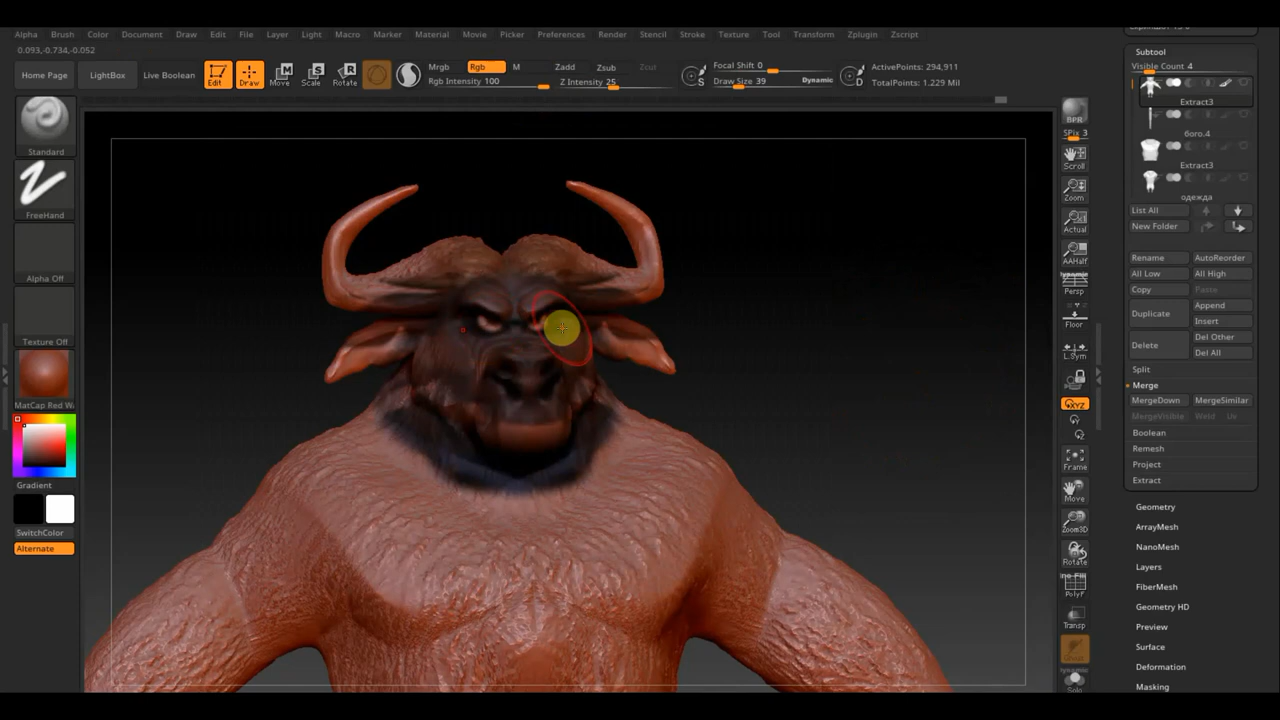 Alpha Brush Color Document Draw Edit File Layer Light Macro Marker Material Movie Picker Preferences Render Stencil Stroke Texture Tool Transform Zplugin Zscript
0.093,-0.734,-0.052
Home Page LightBox Live Boolean Edit Draw Move Scale Rotate
Mrgb Rgb M Zadd Zsub Zcut
Rgb Intensity 100 Z Intensity 25
Focal Shift 0
Draw Size 39 Dynamic
S
D
ActivePoints: 294,911
TotalPoints: 1.229 Mil
Standard
FreeHand
Alpha Off
Texture Off
MatCap Red W
Gradient
SwitchColor
Alternate
BPR
SPix 3
Scroll
Zoom
Actual
AAHalf
Dynamic
Persp
Floor
L.Sym
XYZ
Frame
Move
Zoom3D
Rotate
PolyF
Transp
Ghost
Dynamic
Solo
Subtool
Visible Count 4
Extract3
бого.4
Extract3
одежда
List All
New Folder
Rename AutoReorder
All Low All High
Copy Paste
Duplicate Append
Insert
Delete Del Other
Del All
Split
Merge
MergeDown MergeSimilar
MergeVisible Weld Uv
Boolean
Remesh
Project
Extract
Geometry
ArrayMesh
NanoMesh
Layers
FiberMesh
Geometry HD
Preview
Surface
Deformation
Masking